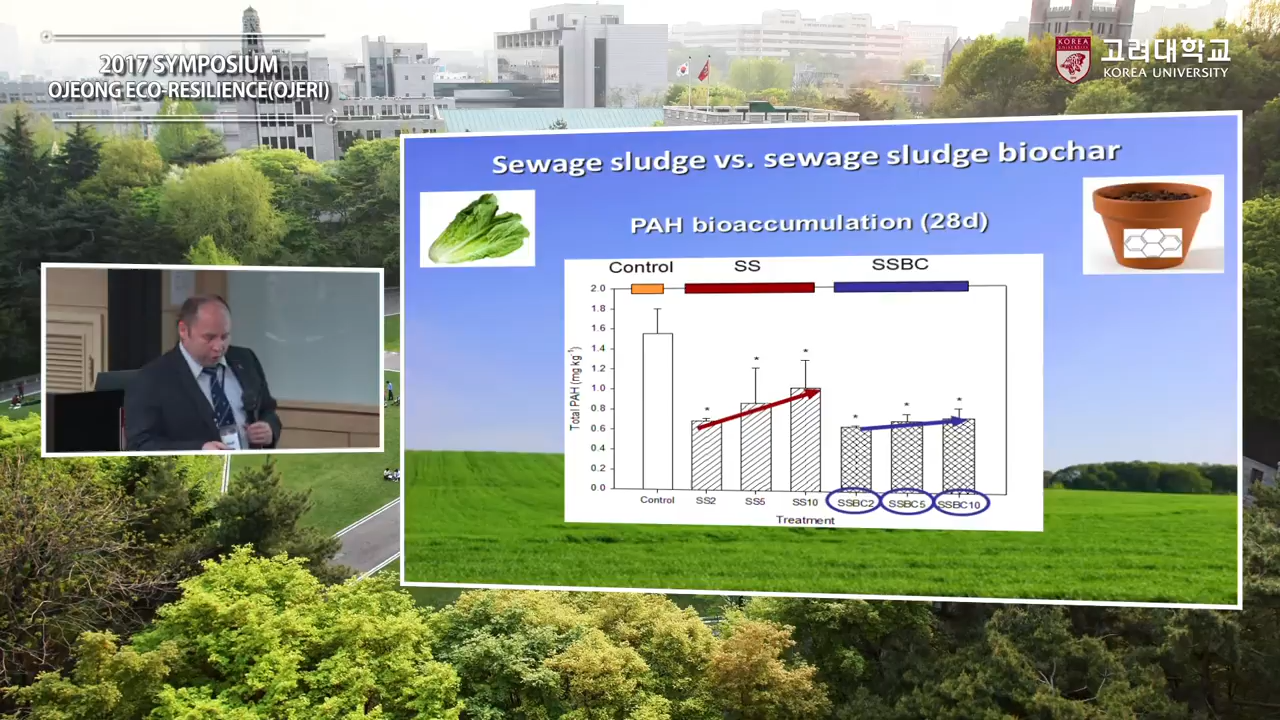 2017 SYMPOSIUM
OJEONG ECO-RESILIENCE(OJERI)
KOREA
고려대학교
KOREA UNIVERSITY
Sewage sludge vs. sewage sludge biochar
PAH bioaccumulation (28d)
Control SS SSBC
Total PAH (mg kg-1)
2.0
1.8
1.6
1.4
1.2
1.0
0.8
0.6
0.4
0.2
0.0
* * * * * *
Control SS2 SS5 SS10 SSBC2 SSBC5 SSBC10
Treatment